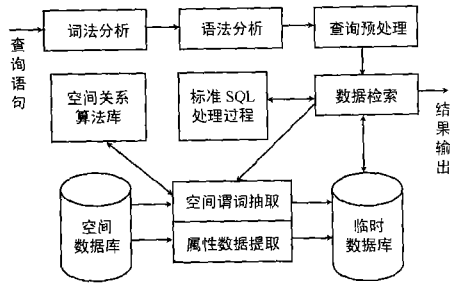 查询语句
词法分析
语法分析
查询预处理
空间关系
算法库
标准 SQL
处理过程
数据检索
结果输出
空间
数据库
空间谓词抽取
属性数据提取
临时
数据库